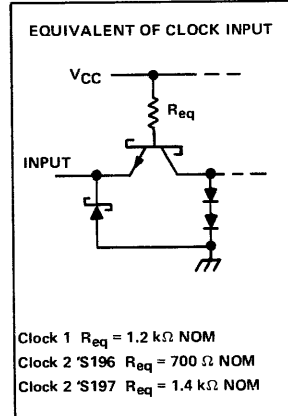 EQUIVALENT OF CLOCK INPUT
VCC
Req
INPUT
Clock 1 Req = 1.2 kΩ NOM
Clock 2 'S196 Req = 700 Ω NOM
Clock 2 'S197 Req = 1.4 kΩ NOM